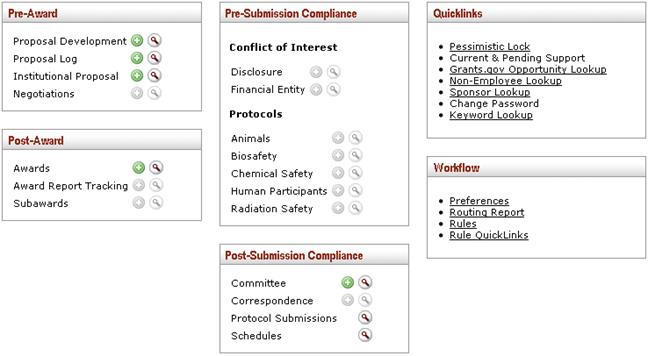 Pre-Award
Proposal Development
Proposal Log
Institutional Proposal
Negotiations
Post-Award
Awards
Award Report Tracking
Subawards
Pre-Submission Compliance
Conflict of Interest
Disclosure
Financial Entity
Protocols
Animals
Biosafety
Chemical Safety
Human Participants
Radiation Safety
Post-Submission Compliance
Committee
Correspondence
Protocol Submissions
Schedules
Quicklinks
Pessimistic Lock
Current & Pending Support
Grants.gov Opportunity Lookup
Non-Employee Lookup
Sponsor Lookup
Change Password
Keyword Lookup
Workflow
Preferences
Routing Report
Rules
Rule QuickLinks